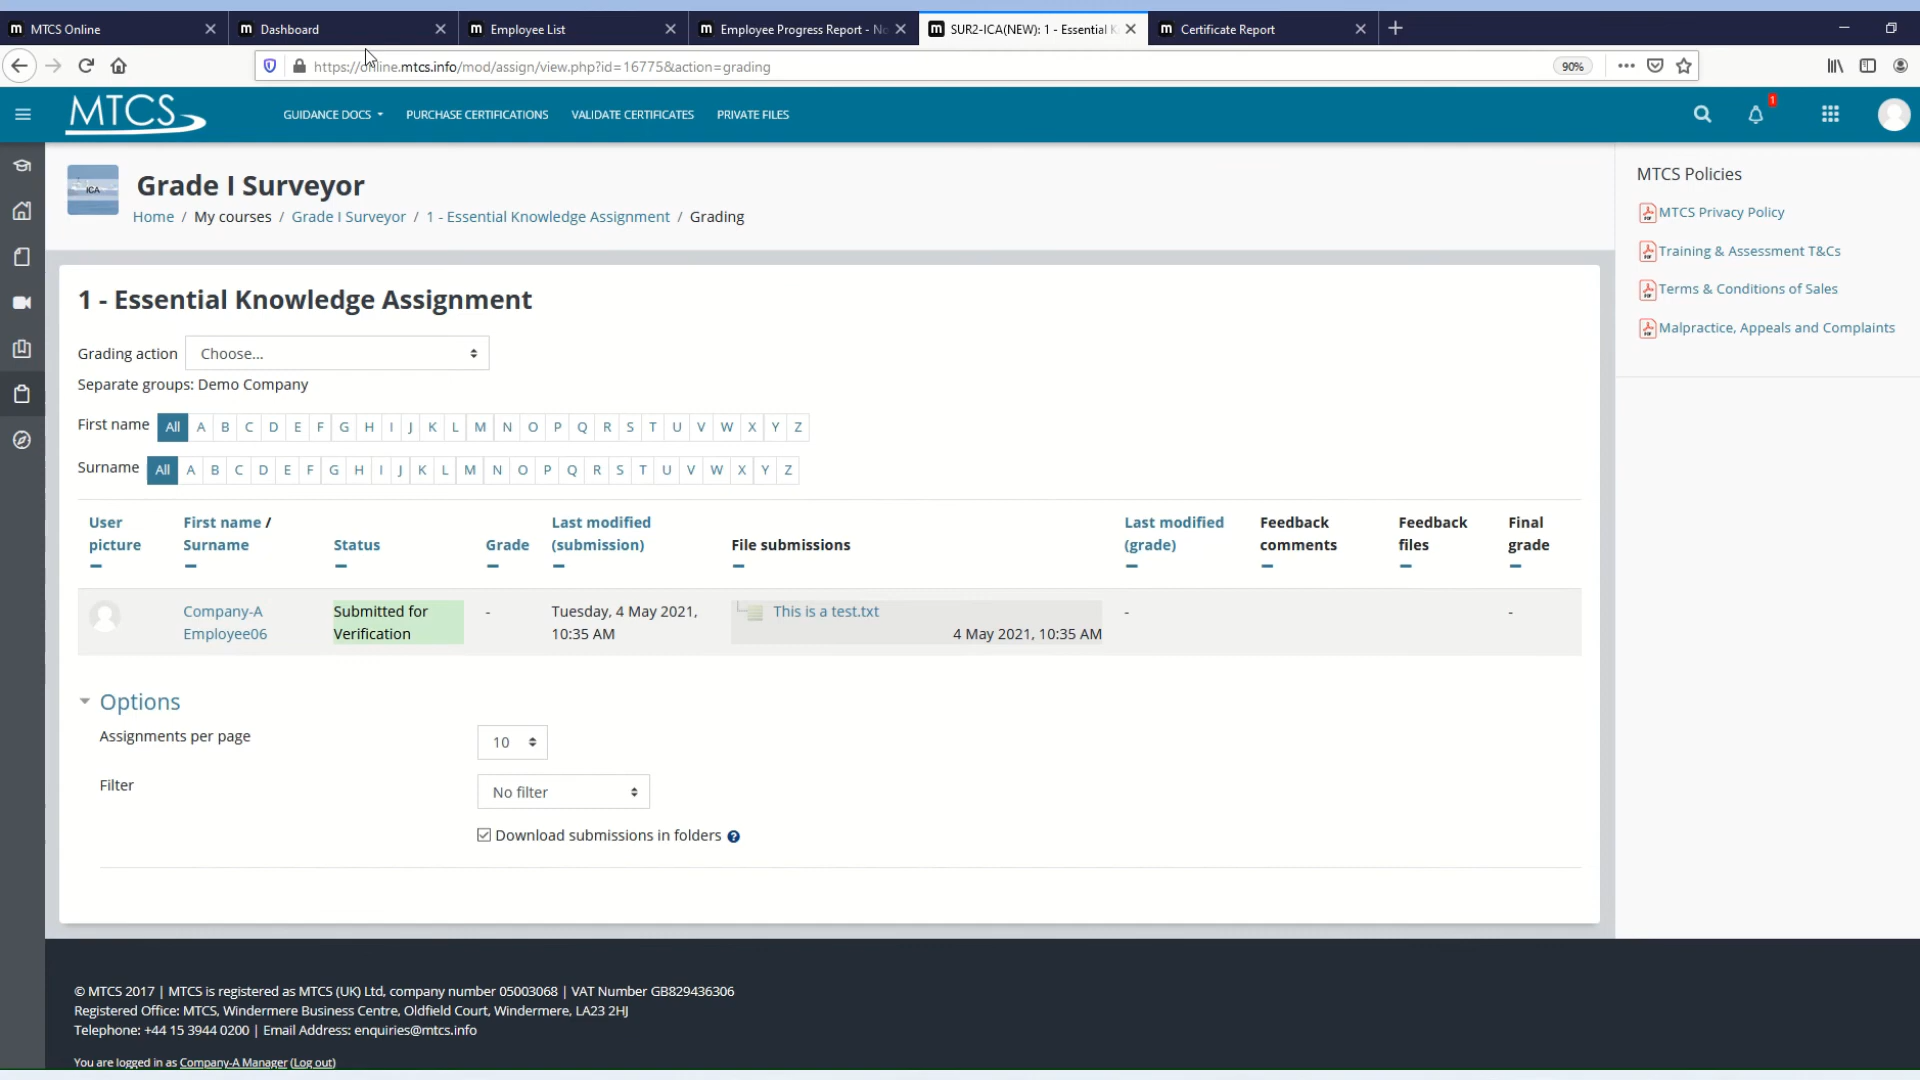 MTCS Online
Dashboard
Employee List
Employee Progress Report - No
SUR2-ICA(NEW): 1 - Essential K
Certificate Report
https://online.mtcs.info/mod/assign/view.php?id=16775&action=grading
90%
MTCS
GUIDANCE DOCS
PURCHASE CERTIFICATIONS
VALIDATE CERTIFICATES
PRIVATE FILES
1
ICA
Grade I Surveyor
Home / My courses / Grade I Surveyor / 1 - Essential Knowledge Assignment / Grading
MTCS Policies
MTCS Privacy Policy
Training & Assessment T&Cs
Terms & Conditions of Sales
Malpractice, Appeals and Complaints
1 - Essential Knowledge Assignment
Grading action Choose...
Separate groups: Demo Company
First name All A B C D E F G H I J K L M N O P Q R S T U V W X Y Z
Surname All A B C D E F G H I J K L M N O P Q R S T U V W X Y Z
User picture
First name / Surname
Status
Grade
Last modified (submission)
File submissions
Last modified (grade)
Feedback comments
Feedback files
Final grade
Company-A Employee06
Submitted for Verification
-
Tuesday, 4 May 2021, 10:35 AM
This is a test.txt
4 May 2021, 10:35 AM
-
-
Options
Assignments per page 10
Filter No filter
Download submissions in folders
© MTCS 2017 | MTCS is registered as MTCS (UK) Ltd, company number 05003068 | VAT Number GB829436306
Registered Office: MTCS, Windermere Business Centre, Oldfield Court, Windermere, LA23 2HJ
Telephone: +44 15 3944 0200 | Email Address: enquiries@mtcs.info
You are logged in as Company-A Manager (Log out)